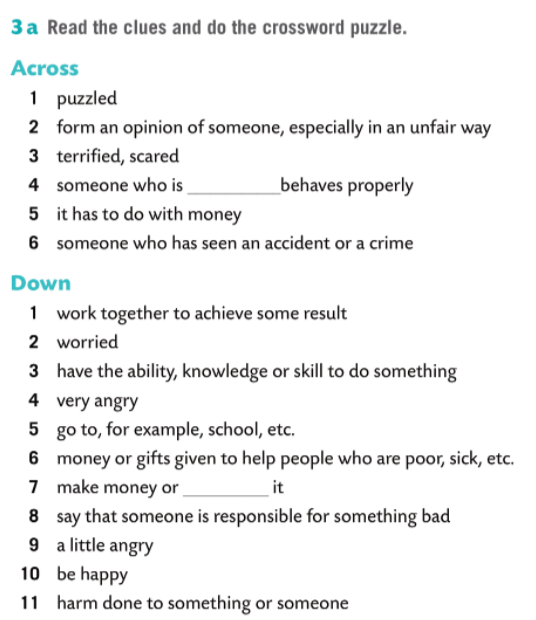 3 a Read the clues and do the crossword puzzle.
Across
1 puzzled
2 form an opinion of someone, especially in an unfair way
3 terrified, scared
4 someone who is __________behaves properly
5 it has to do with money
6 someone who has seen an accident or a crime
Down
1 work together to achieve some result
2 worried
3 have the ability, knowledge or skill to do something
4 very angry
5 go to, for example, school, etc.
6 money or gifts given to help people who are poor, sick, etc.
7 make money or _________ it
8 say that someone is responsible for something bad
9 a little angry
10 be happy
11 harm done to something or someone